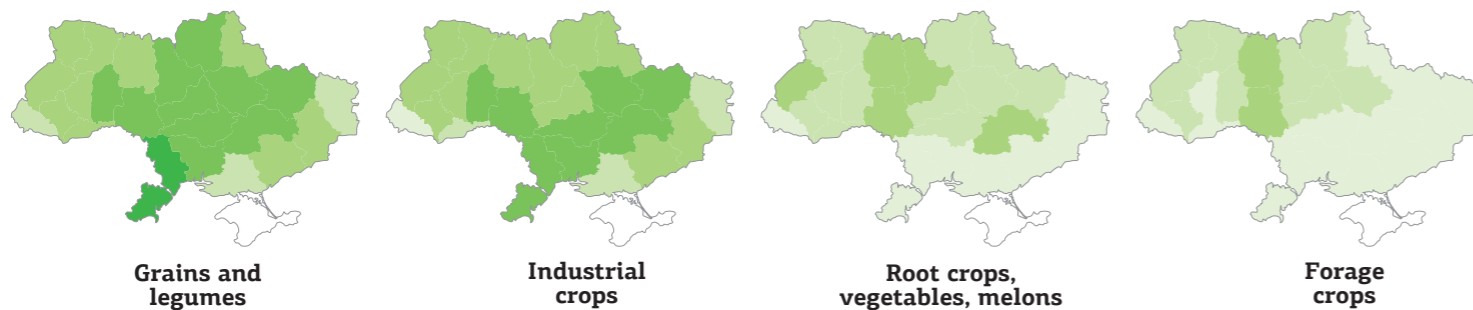 Grains and
legumes
Industrial
crops
Root crops,
vegetables, melons
Forage
crops